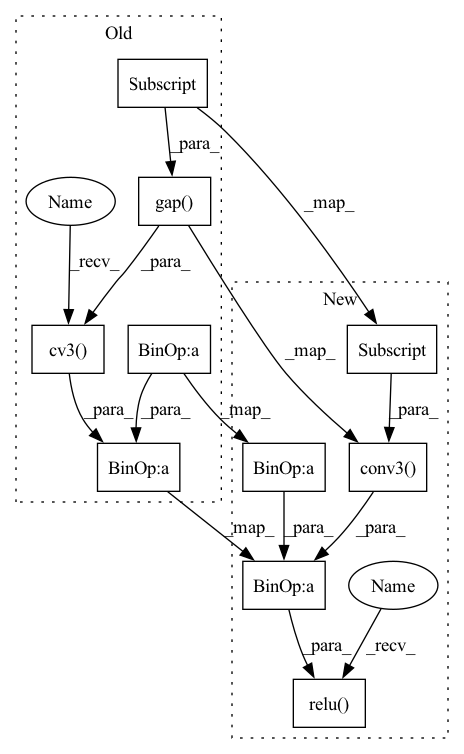 Old
Subscript
_para_
gap()
_map_
Name
_recv_
_para_
New
cv3()
BinOp:a
_map_
Subscript
_para_
_para_
_map_
_para_
BinOp:a
BinOp:a
conv3()
_map_
_para_
_para_
BinOp:a
Name
_para_
_recv_
relu()